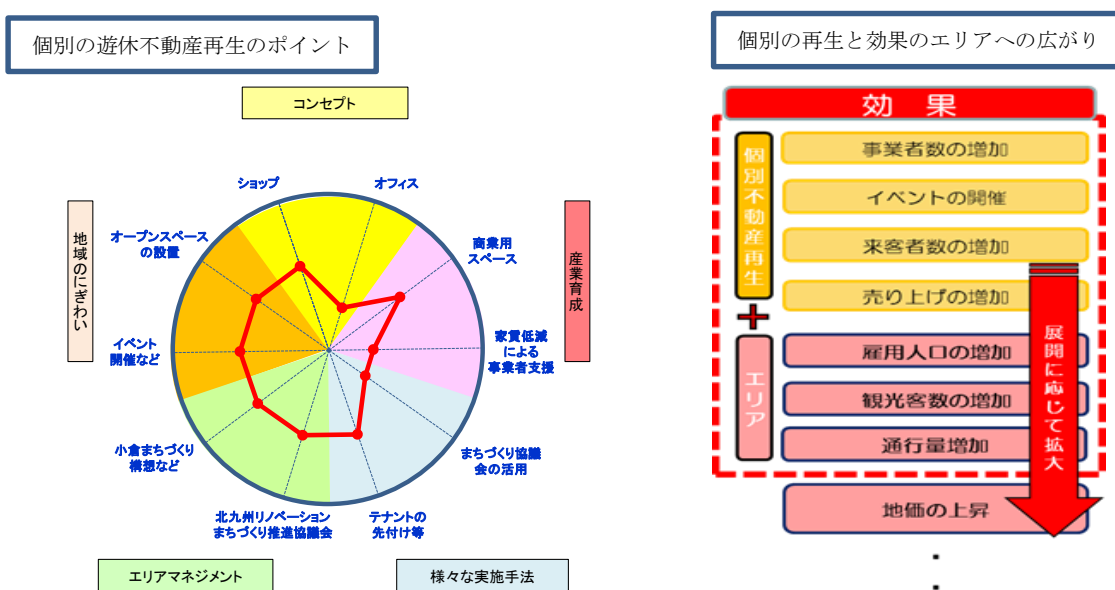 個別の遊休不動産再生のポイント
コンセプト
ショップ
オフィス
オープンスペース
の設置
商業用
スペース
地域のにぎわい
産業育成
イベント
開催など
家賃低減
による
事業者支援
小倉まちづくり
構想など
まちづくり協議
会の活用
北九州リノベーション
まちづくり推進協議会
テナントの
先付け等
エリアマネジメント
様々な実施手法
個別の再生と効果のエリアへの広がり
効 果
個別不動産再生
事業者数の増加
イベントの開催
来客者数の増加
売り上げの増加
+
エリア
雇用人口の増加
観光客数の増加
通行量増加
展開に応じて拡大
地価の上昇
・
・